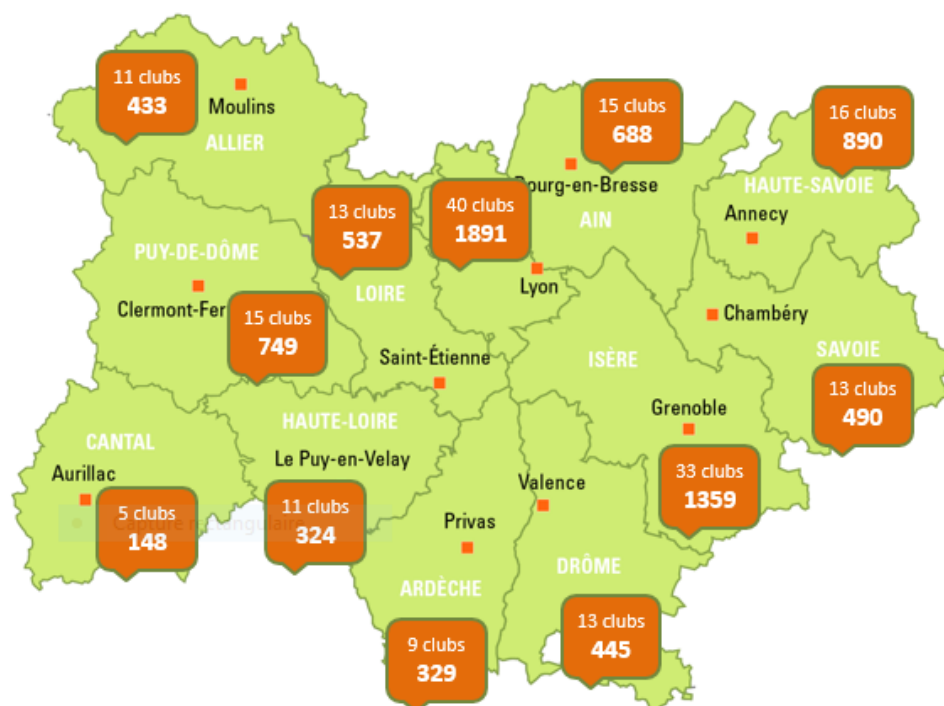 11 clubs
433
Moulins
ALLIER
15 clubs
688
Bourg-en-Bresse
AIN
16 clubs
890
HAUTE-SAVOIE
Annecy
13 clubs
537
LOIRE
40 clubs
1891
Lyon
PUY-DE-DÔME
Clermont-Fer
15 clubs
749
Chambéry
SAVOIE
13 clubs
490
Saint-Étienne
ISÈRE
Grenoble
33 clubs
1359
CANTAL
Aurillac
5 clubs
148
HAUTE-LOIRE
Le Puy-en-Velay
11 clubs
324
Capture rectangulaire
Valence
Privas
ARDÈCHE
9 clubs
329
DRÔME
13 clubs
445